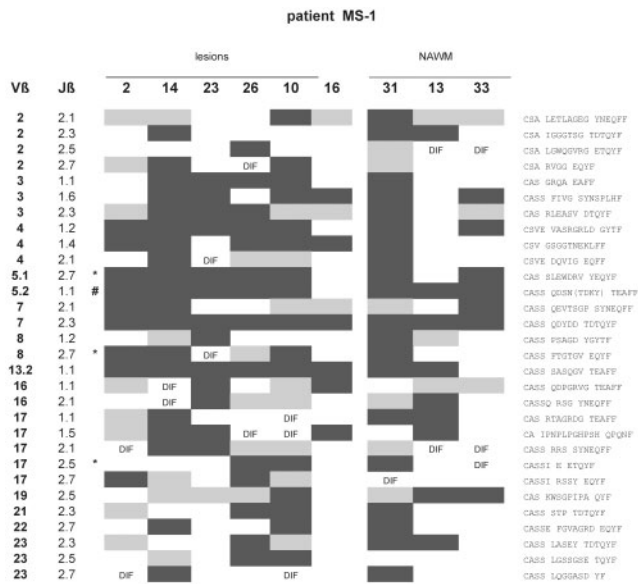 patient MS-1
lesions NAWM
Vß Jß 2 14 23 26 10 16 31 13 33
2 2.1 CSA LETLAGEG YNEQFF
2 2.3 CSA IGGGTSG TDTQYF
2 2.5 DIF DIF CSA LGWQGVRG ETQYF
2 2.7 DIF CSA RVGG EQYF
3 1.1 CAS GRQA EAFF
3 1.6 CASS FIVG SYNSPLHF
3 2.3 CAS RLEASV DTQYF
4 1.2 CSVE VASRGRLD GYTF
4 1.4 CSV GSGGTNEKLFF
4 2.1 DIF CSVE DQVIG EQFF
5.1 2.7 * CAS SLEWDRV YEQYF
5.2 1.1 # CASS QDSN(TDKY) TEAFF
7 2.1 CASS QEVTSGP SYNEQFF
7 2.3 CASS QDYDD TDTQYF
8 1.2 CASS PSAGD YGYTF
8 2.7 * DIF CASS FTGTGV EQYF
13.2 1.1 CASS SASQGV TEAFF
16 1.1 DIF CASS QDPGRVG TEAFF
16 2.1 DIF CASSQ RSG YNEQFF
17 1.1 DIF CAS RTAGRDG TEAFF
17 1.5 DIF DIF CA IPNPLPGHPSH QPQNF
17 2.1 DIF DIF DIF CASS RRS SYNEQFF
17 2.5 * DIF CASSI E ETQYF
17 2.7 DIF CASSI RSSY EQYF
19 2.5 CAS KWSGPIPA QYF
21 2.3 CASS STP TDTQYF
22 2.7 CASSE FGVAGRD EQYF
23 2.3 CASS LASEY TDTQYF
23 2.5 CASS LGSSGSE TQYF
23 2.7 DIF DIF CASS LQGGASD YF